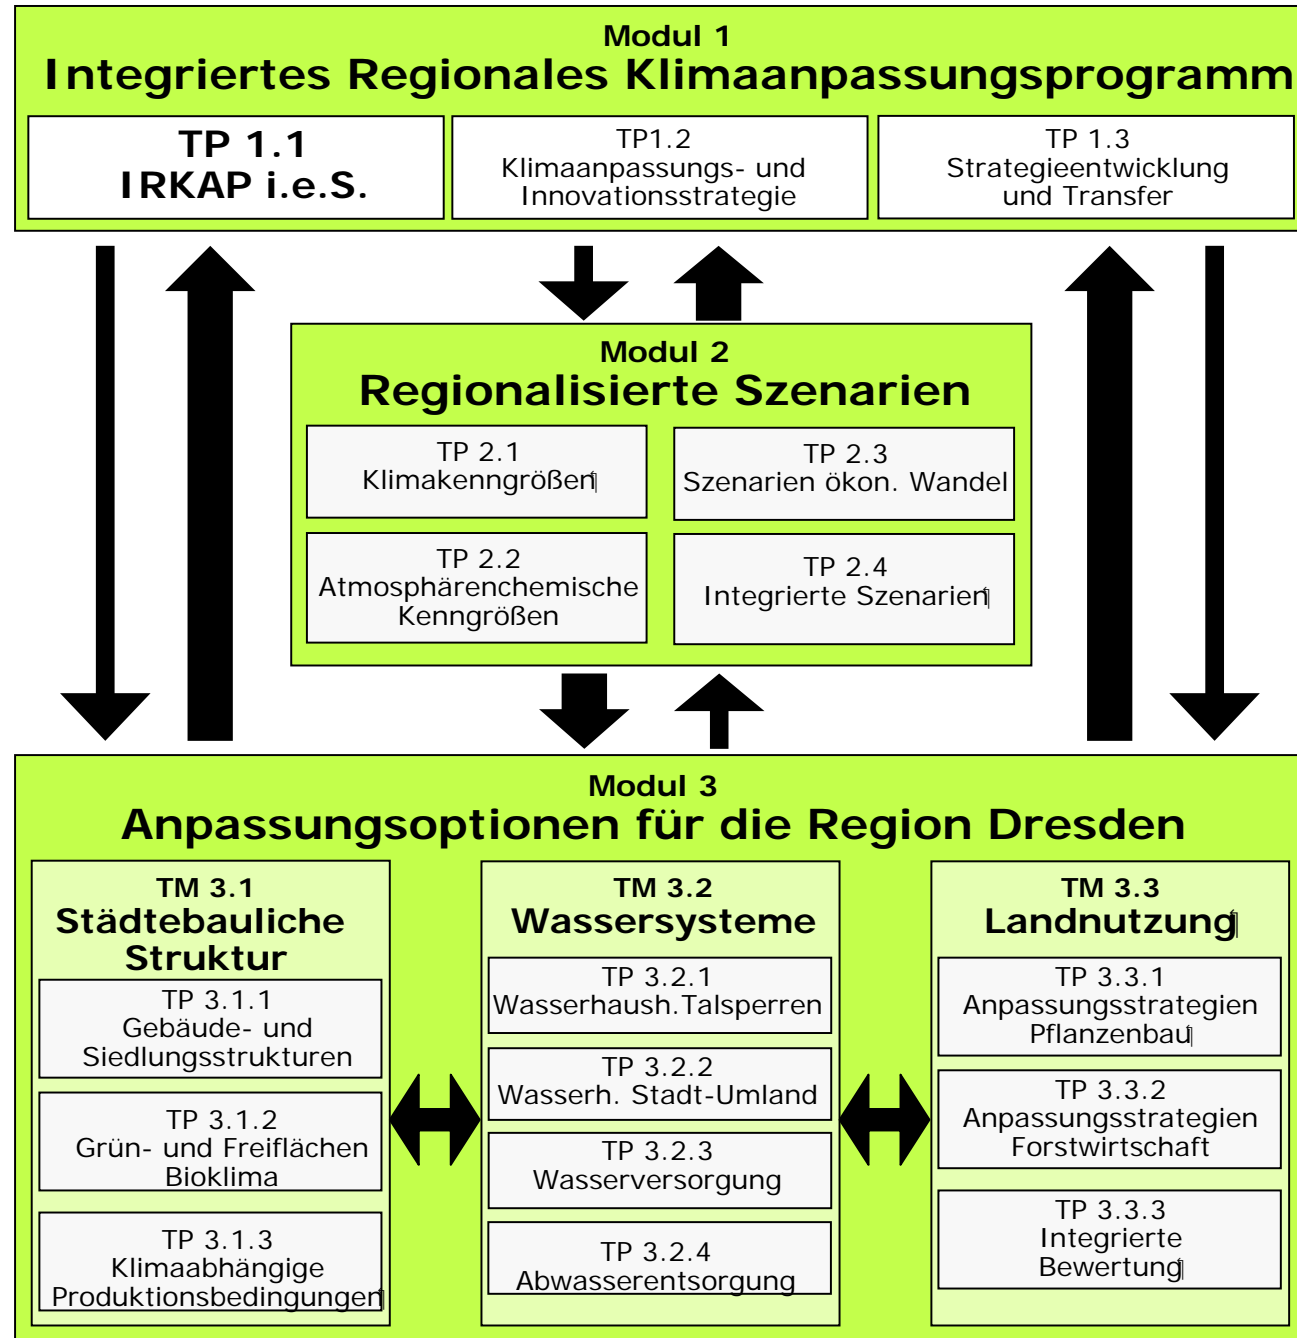 Modul 1
Integriertes Regionales Klimaanpassungsprogramm
TP 1.1
IRKAP i.e.S.
TP1.2
Klimaanpassungs- und
Innovationsstrategie
TP 1.3
Strategieentwicklung
und Transfer
Modul 2
Regionalisierte Szenarien
TP 2.1
Klimakenngrößen
TP 2.3
Szenarien ökon. Wandel
TP 2.2
Atmosphärenchemische
Kenngrößen
TP 2.4
Integrierte Szenarien
Modul 3
Anpassungsoptionen für die Region Dresden
TM 3.1
Städtebauliche
Struktur
TP 3.1.1
Gebäude- und
Siedlungsstrukturen
TP 3.1.2
Grün- und Freiflächen
Bioklima
TP 3.1.3
Klimaabhängige
Produktionsbedingungen
TM 3.2
Wassersysteme
TP 3.2.1
Wasserhaush.Talsperren
TP 3.2.2
Wasserh. Stadt-Umland
TP 3.2.3
Wasserversorgung
TP 3.2.4
Abwasserentsorgung
TM 3.3
Landnutzung
TP 3.3.1
Anpassungsstrategien
Pflanzenbau
TP 3.3.2
Anpassungsstrategien
Forstwirtschaft
TP 3.3.3
Integrierte
Bewertung